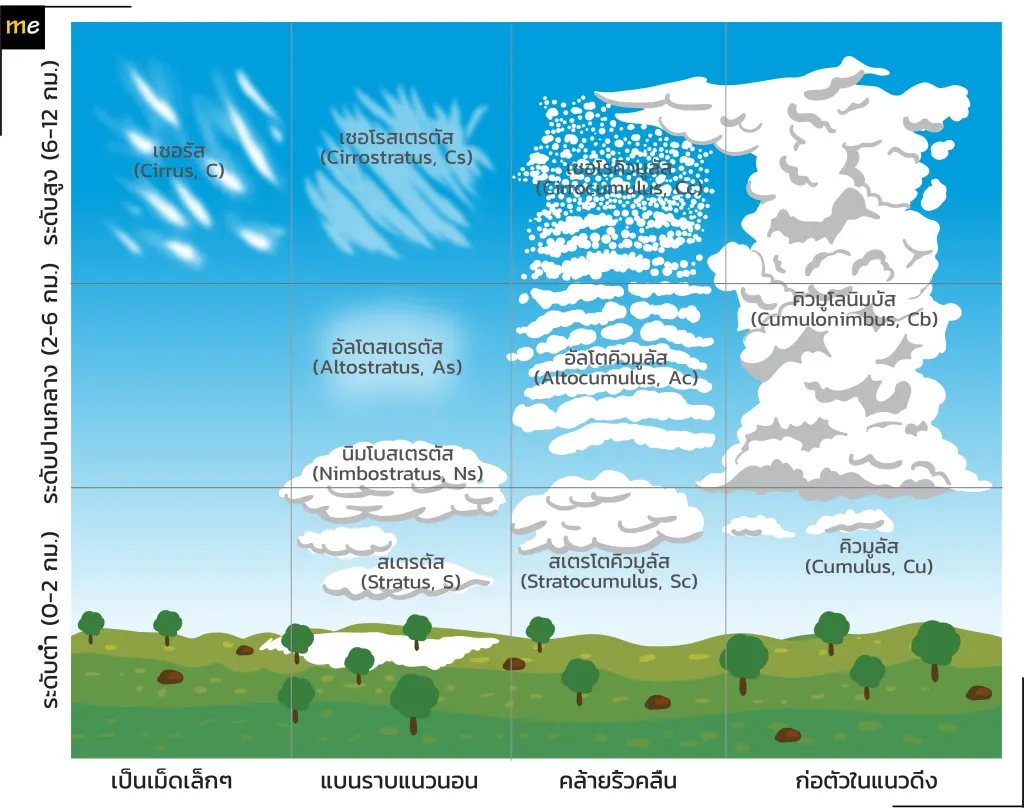 me
ระดับสูง (6-12 กม.)
เซอรัส
(Cirrus, C)
เซอโรสเตรตัส
(Cirrostratus, Cs)
เซอโรคิวมูลัส
(Cirrocumulus, Cc)
ระดับปานกลาง (2-6 กม.)
คิวมูโลนิมบัส
(Cumulonimbus, Cb)
อัลโตสเตรตัส
(Altostratus, As)
อัลโตคิวมูลัส
(Altocumulus, Ac)
นิมโบสเตรตัส
(Nimbostratus, Ns)
ระดับต่ำ (0-2 กม.)
สเตรตัส
(Stratus, S)
สเตรโตคิวมูลัส
(Stratocumulus, Sc)
คิวมูลัส
(Cumulus, Cu)
เป็นเม็ดเล็กๆ
แบนราบแนวนอน
คล้ายริ้วคลื่น
ก่อตัวในแนวดิ่ง